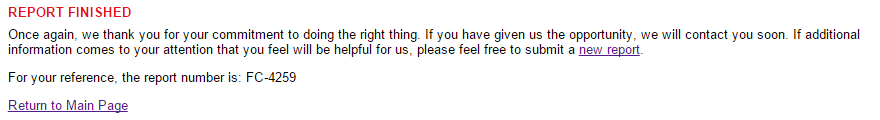 REPORT FINISHED
Once again, we thank you for your commitment to doing the right thing. If you have given us the opportunity, we will contact you soon. If additional
information comes to your attention that you feel will be helpful for us, please feel free to submit a new report.
For your reference, the report number is: FC-4259
Return to Main Page